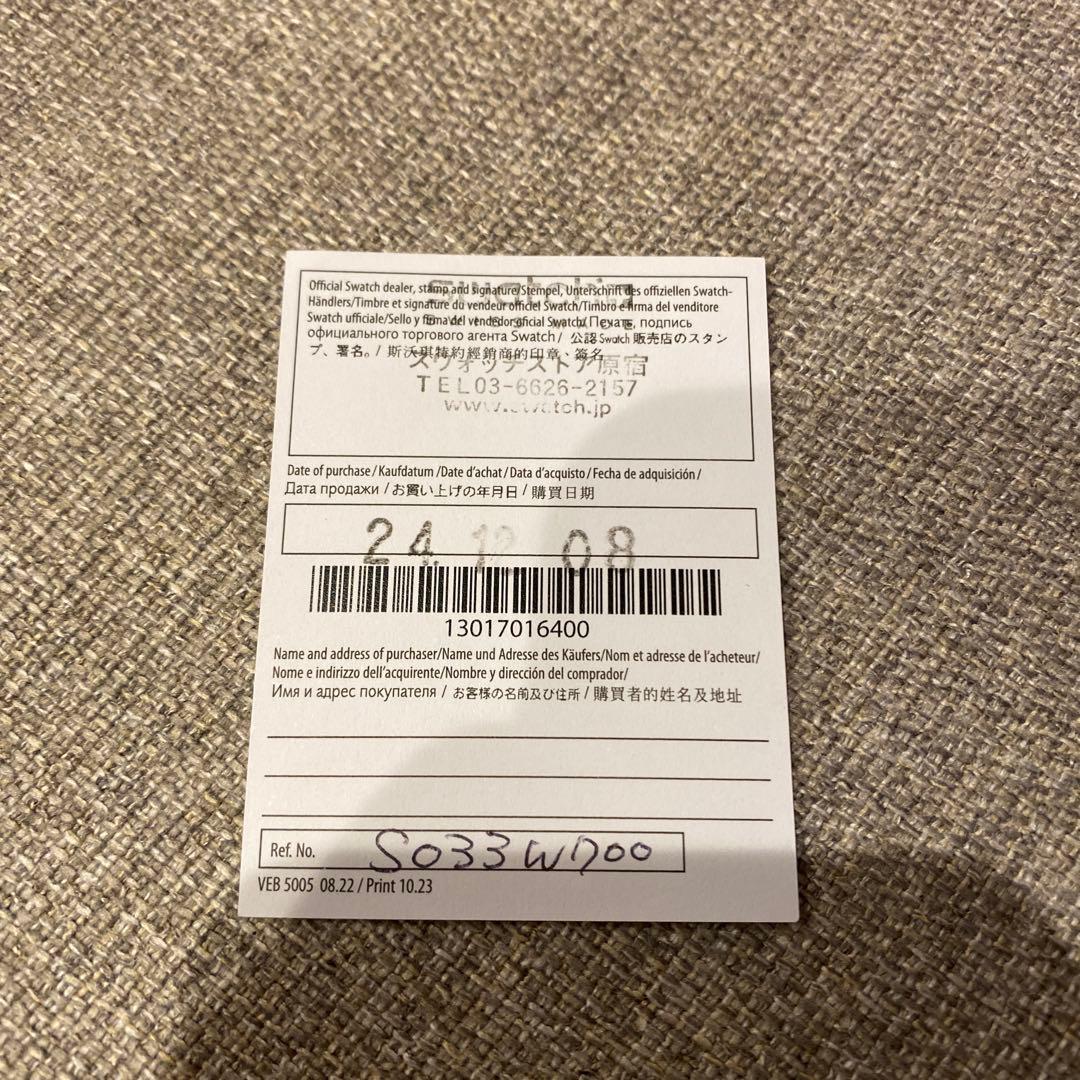 Official Swatch dealer, stamp and signature/Stempel, Unterschrift des offiziellen Swatch-
Händlers/Timbre et signature du vendeur officiel Swatch/Timbro e firma del venditore
Swatch ufficiale/Sello y firma del vendedor oficial Swatch/Печать, подпись
официального торгового агента Swatch/ 公認 Swatch 販売店のスタン
プ、署名。/ 斯沃琪特約經銷商的印章、簽名
swatch
スウォッチストア原宿
TEL03-6626-2157
www.swatch.jp
Date of purchase/Kaufdatum/Date d'achat/Data d'acquisto/Fecha de adquisición/
Дата продажи/お買い上げの年月日/購買日期
24. 12. 08
13017016400
Name and address of purchaser/Name und Adresse des Käufers/Nom et adresse de l'acheteur/
Nome e indirizzo dell'acquirente/Nombre y dirección del comprador/
Имя и адрес покупателя / お客様の名前及び住所 / 購買者的姓名及地址
Ref. No. SO33W700
VEB 5005 08.22 / Print 10.23